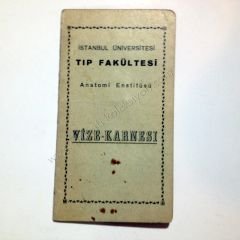 İSTANBUL ÜNİVERSİTESİ
TIP FAKÜLTESİ
Anatomi Enstitüsü
VİZE-KARNESİ